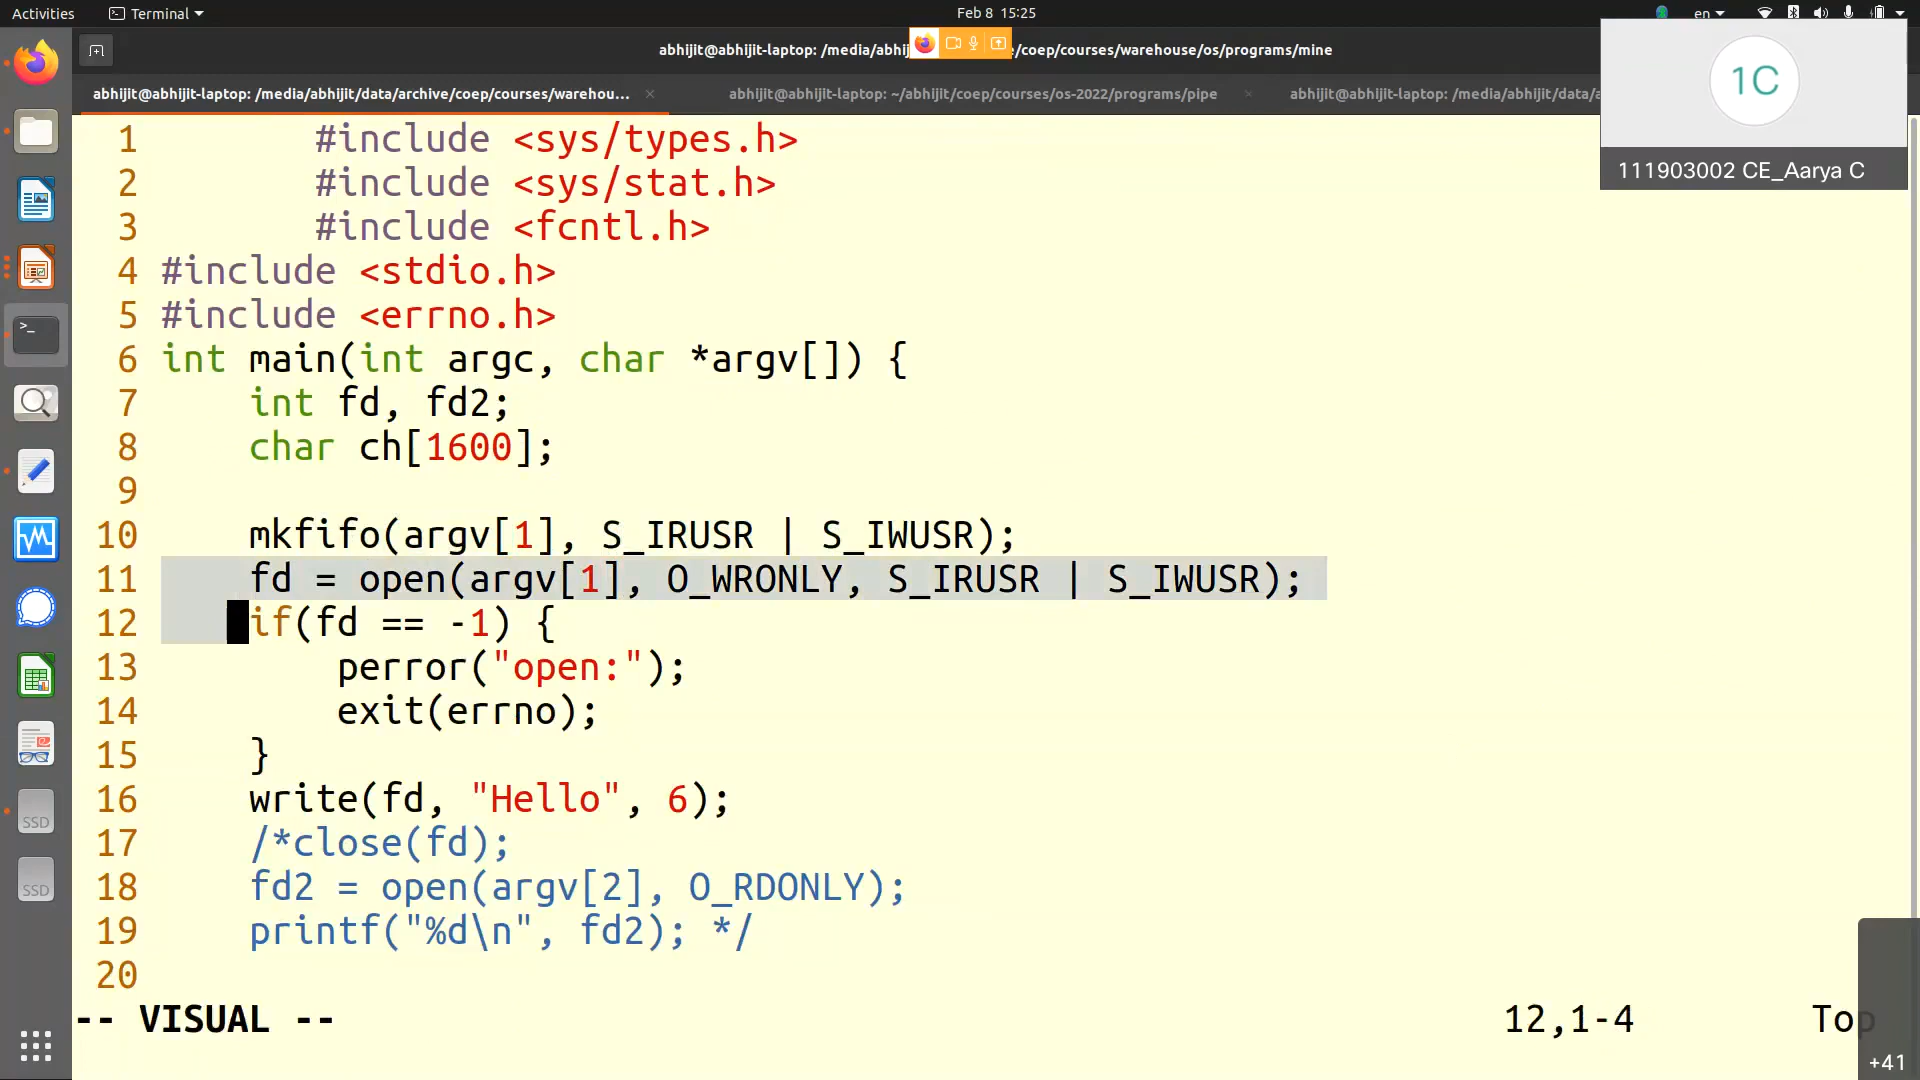 Activities Terminal Feb 8 15:25 en
abhijit@abhijit-laptop: /media/abhij e/coep/courses/warehouse/os/programs/mine
abhijit@abhijit-laptop: /media/abhijit/data/archive/coep/courses/warehou... × abhijit@abhijit-laptop: ~/abhijit/coep/courses/os-2022/programs/pipe × abhijit@abhijit-laptop: /media/abhijit/data/a
1C
111903002 CE_Aarya C
1 #include <sys/types.h>
2 #include <sys/stat.h>
3 #include <fcntl.h>
4 #include <stdio.h>
5 #include <errno.h>
6 int main(int argc, char *argv[]) {
7 int fd, fd2;
8 char ch[1600];
9
10 mkfifo(argv[1], S_IRUSR | S_IWUSR);
11 fd = open(argv[1], O_WRONLY, S_IRUSR | S_IWUSR);
12 if(fd == -1) {
13 perror("open:");
14 exit(errno);
15 }
16 write(fd, "Hello", 6);
17 /*close(fd);
18 fd2 = open(argv[2], O_RDONLY);
19 printf("%d\n", fd2); */
20
-- VISUAL -- 12,1-4 Top
+41
SSD
SSD